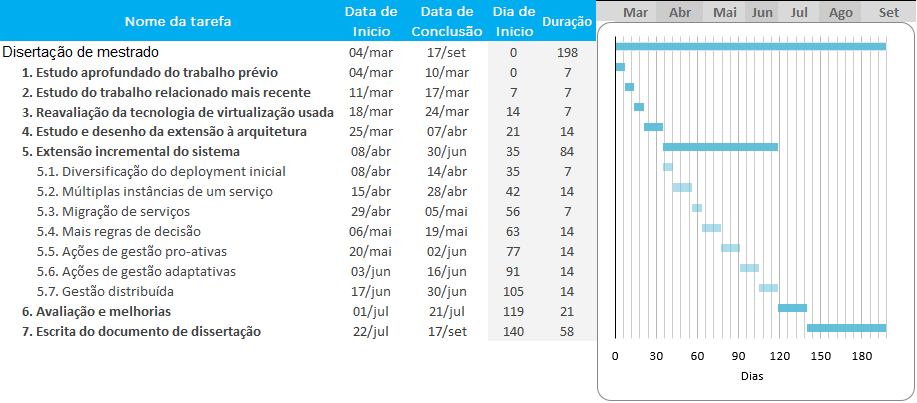 Nome da tarefa Data de Inicio Data de Conclusão Dia de Inicio Duração Mar Abr Mai Jun Jul Ago Set
Disertação de mestrado 04/mar 17/set 0 198
1. Estudo aprofundado do trabalho prévio 04/mar 10/mar 0 7
2. Estudo do trabalho relacionado mais recente 11/mar 17/mar 7 7
3. Reavaliação da tecnologia de virtualização usada 18/mar 24/mar 14 7
4. Estudo e desenho da extensão à arquitetura 25/mar 07/abr 21 14
5. Extensão incremental do sistema 08/abr 30/jun 35 84
5.1. Diversificação do deployment inicial 08/abr 14/abr 35 7
5.2. Múltiplas instâncias de um serviço 15/abr 28/abr 42 14
5.3. Migração de serviços 29/abr 05/mai 56 7
5.4. Mais regras de decisão 06/mai 19/mai 63 14
5.5. Ações de gestão pro-ativas 20/mai 02/jun 77 14
5.6. Ações de gestão adaptativas 03/jun 16/jun 91 14
5.7. Gestão distribuída 17/jun 30/jun 105 14
6. Avaliação e melhorias 01/jul 21/jul 119 21
7. Escrita do documento de dissertação 22/jul 17/set 140 58
0 30 60 90 120 150 180
Dias